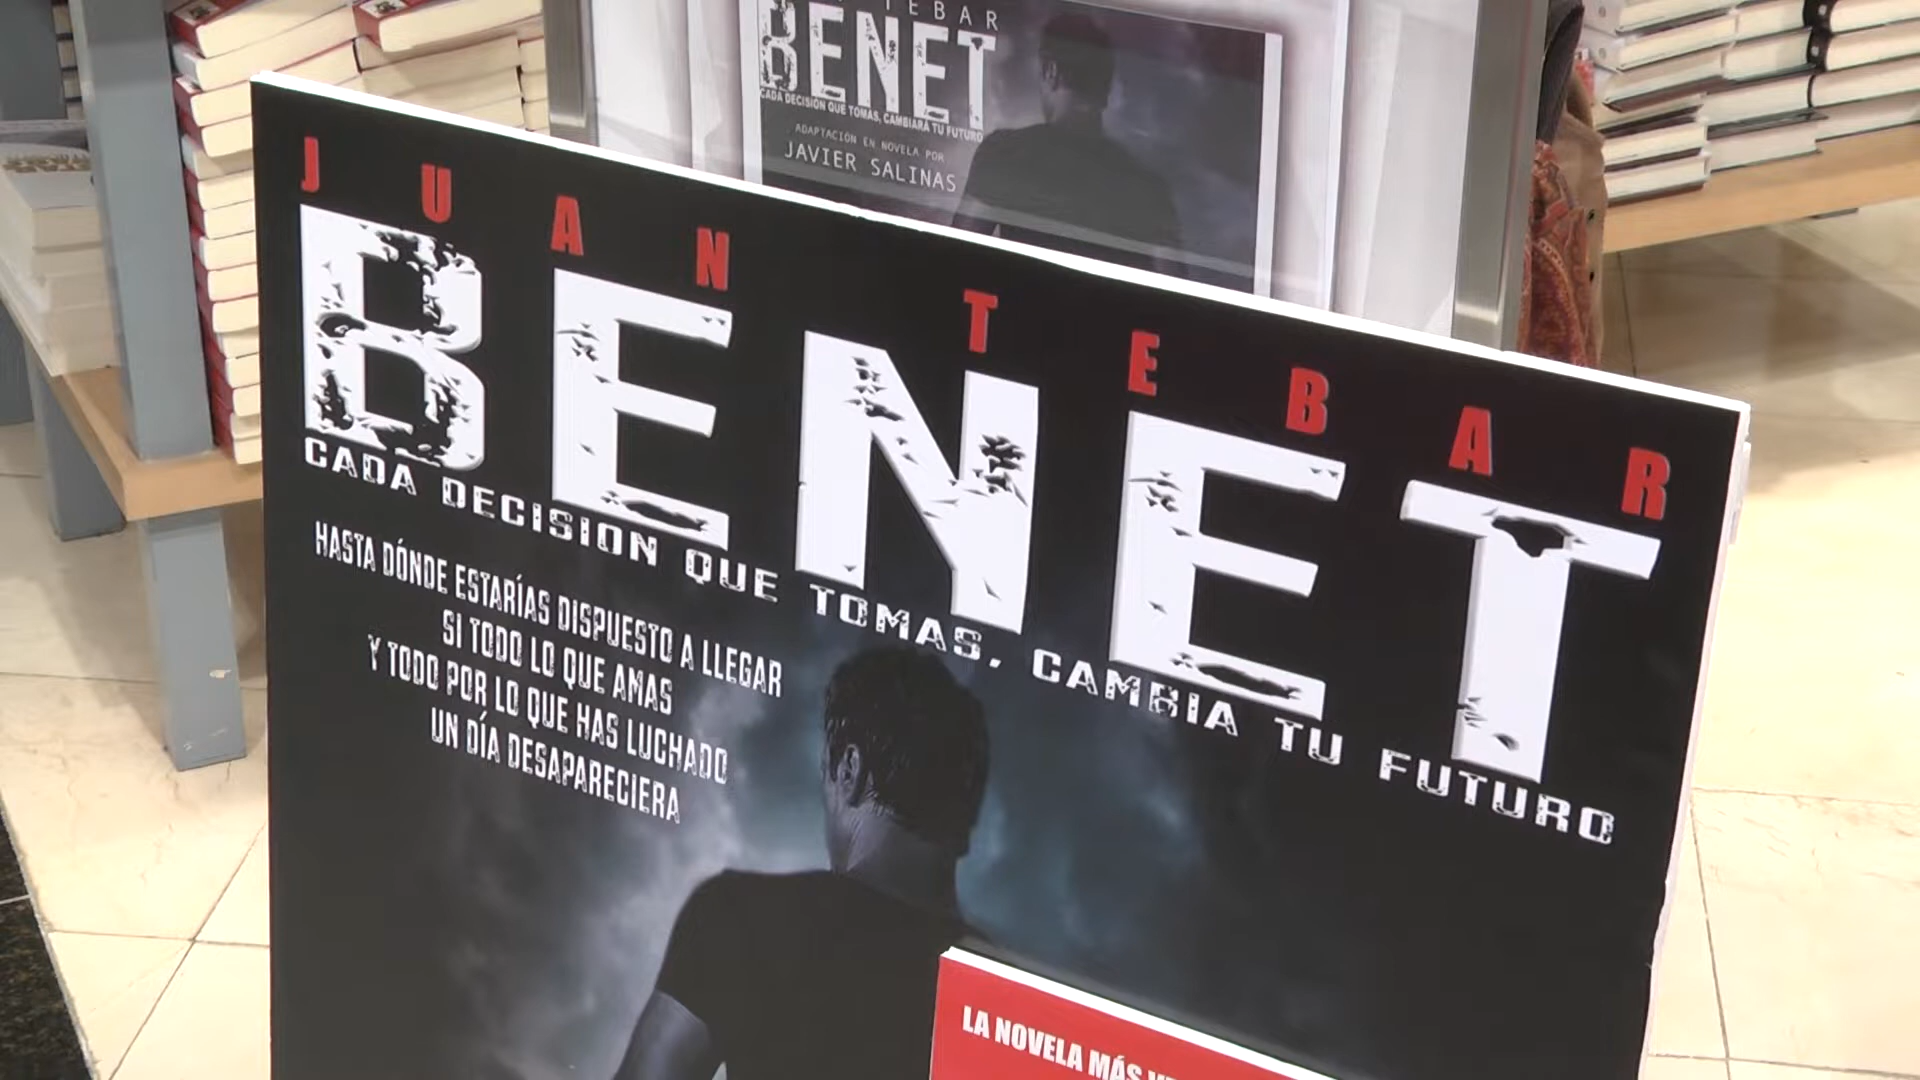 TEBAR
BENET
CADA DECISIÓN QUE TOMAS, CAMBIARÁ TU FUTURO
ADAPTACIÓN EN NOVELA POR
JAVIER SALINAS
JUAN TEBAR
BENET
CADA DECISION QUE TOMAS, CAMBIA TU FUTURO
HASTA DÓNDE ESTARÍAS DISPUESTO A LLEGAR
SI TODO LO QUE AMAS
Y TODO POR LO QUE HAS LUCHADO
UN DÍA DESAPARECIERA
LA NOVELA MÁS